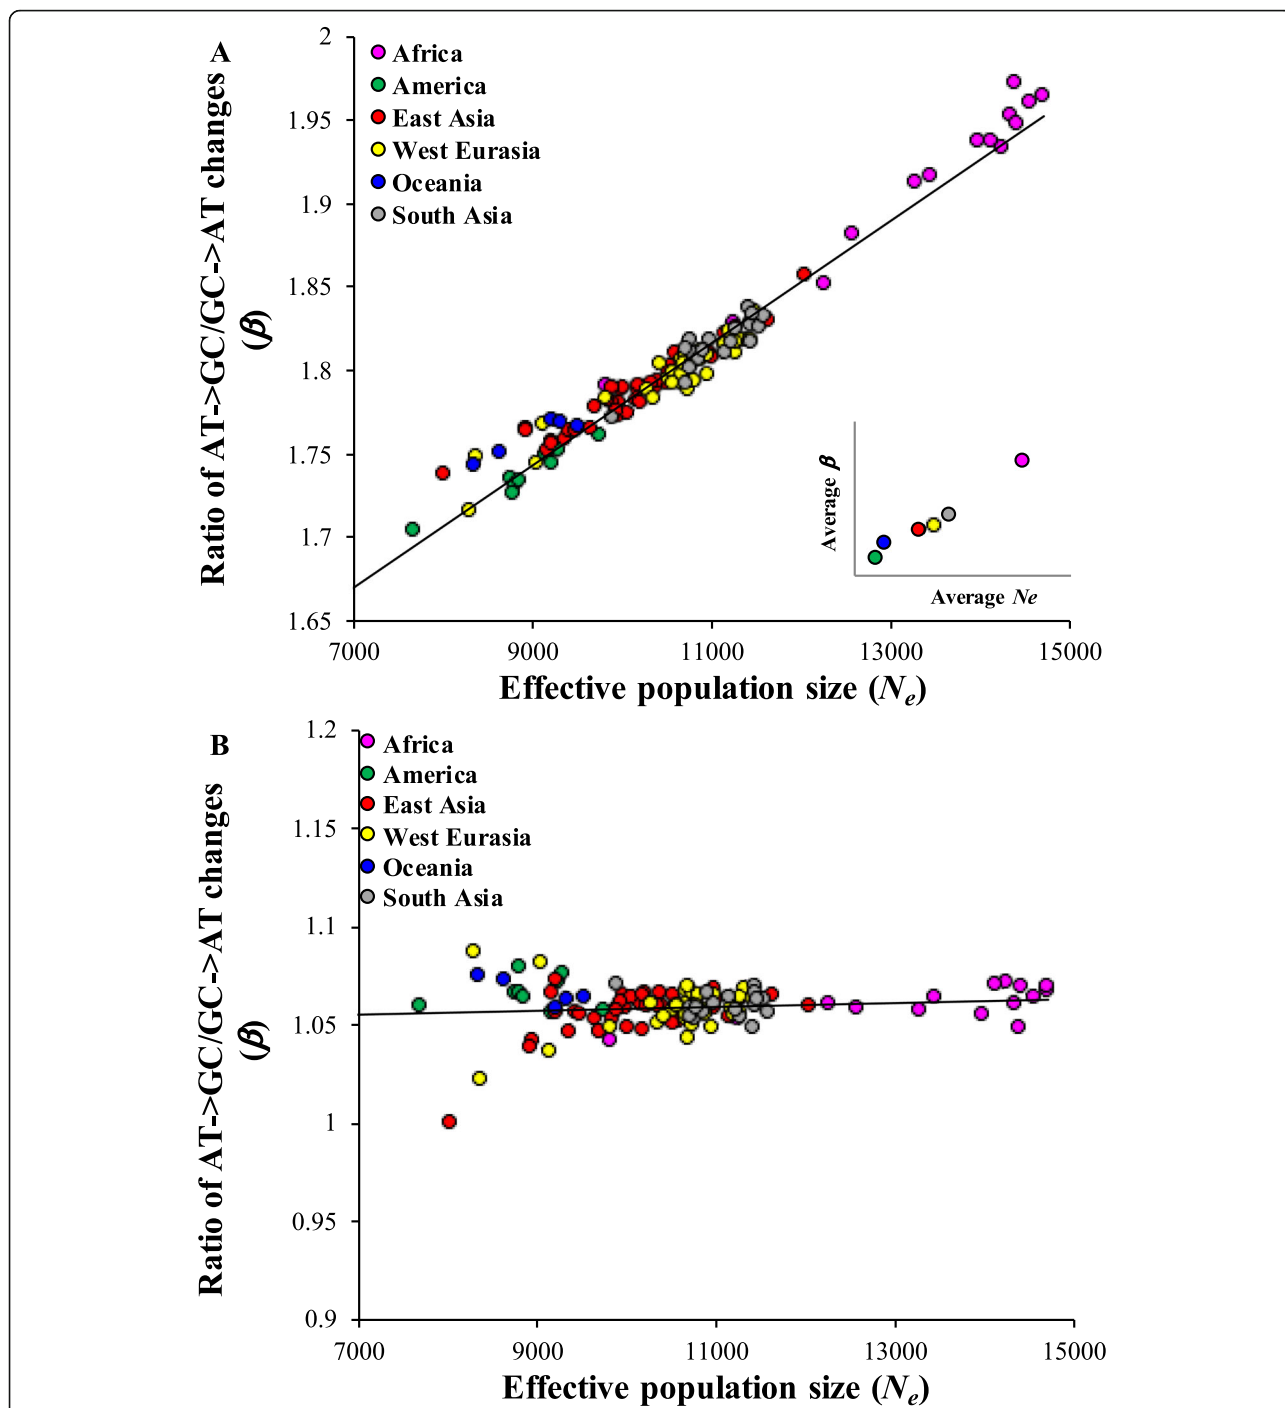 A
Ratio of AT->GC/GC->AT changes
(β)
2
1.95
1.9
1.85
1.8
1.75
1.7
1.65
Africa
America
East Asia
West Eurasia
Oceania
South Asia
Average β
Average Ne
7000 9000 11000 13000 15000
Effective population size (Ne)
B
Ratio of AT->GC/GC->AT changes
(β)
1.2
1.15
1.1
1.05
1
0.95
0.9
Africa
America
East Asia
West Eurasia
Oceania
South Asia
7000 9000 11000 13000 15000
Effective population size (Ne)